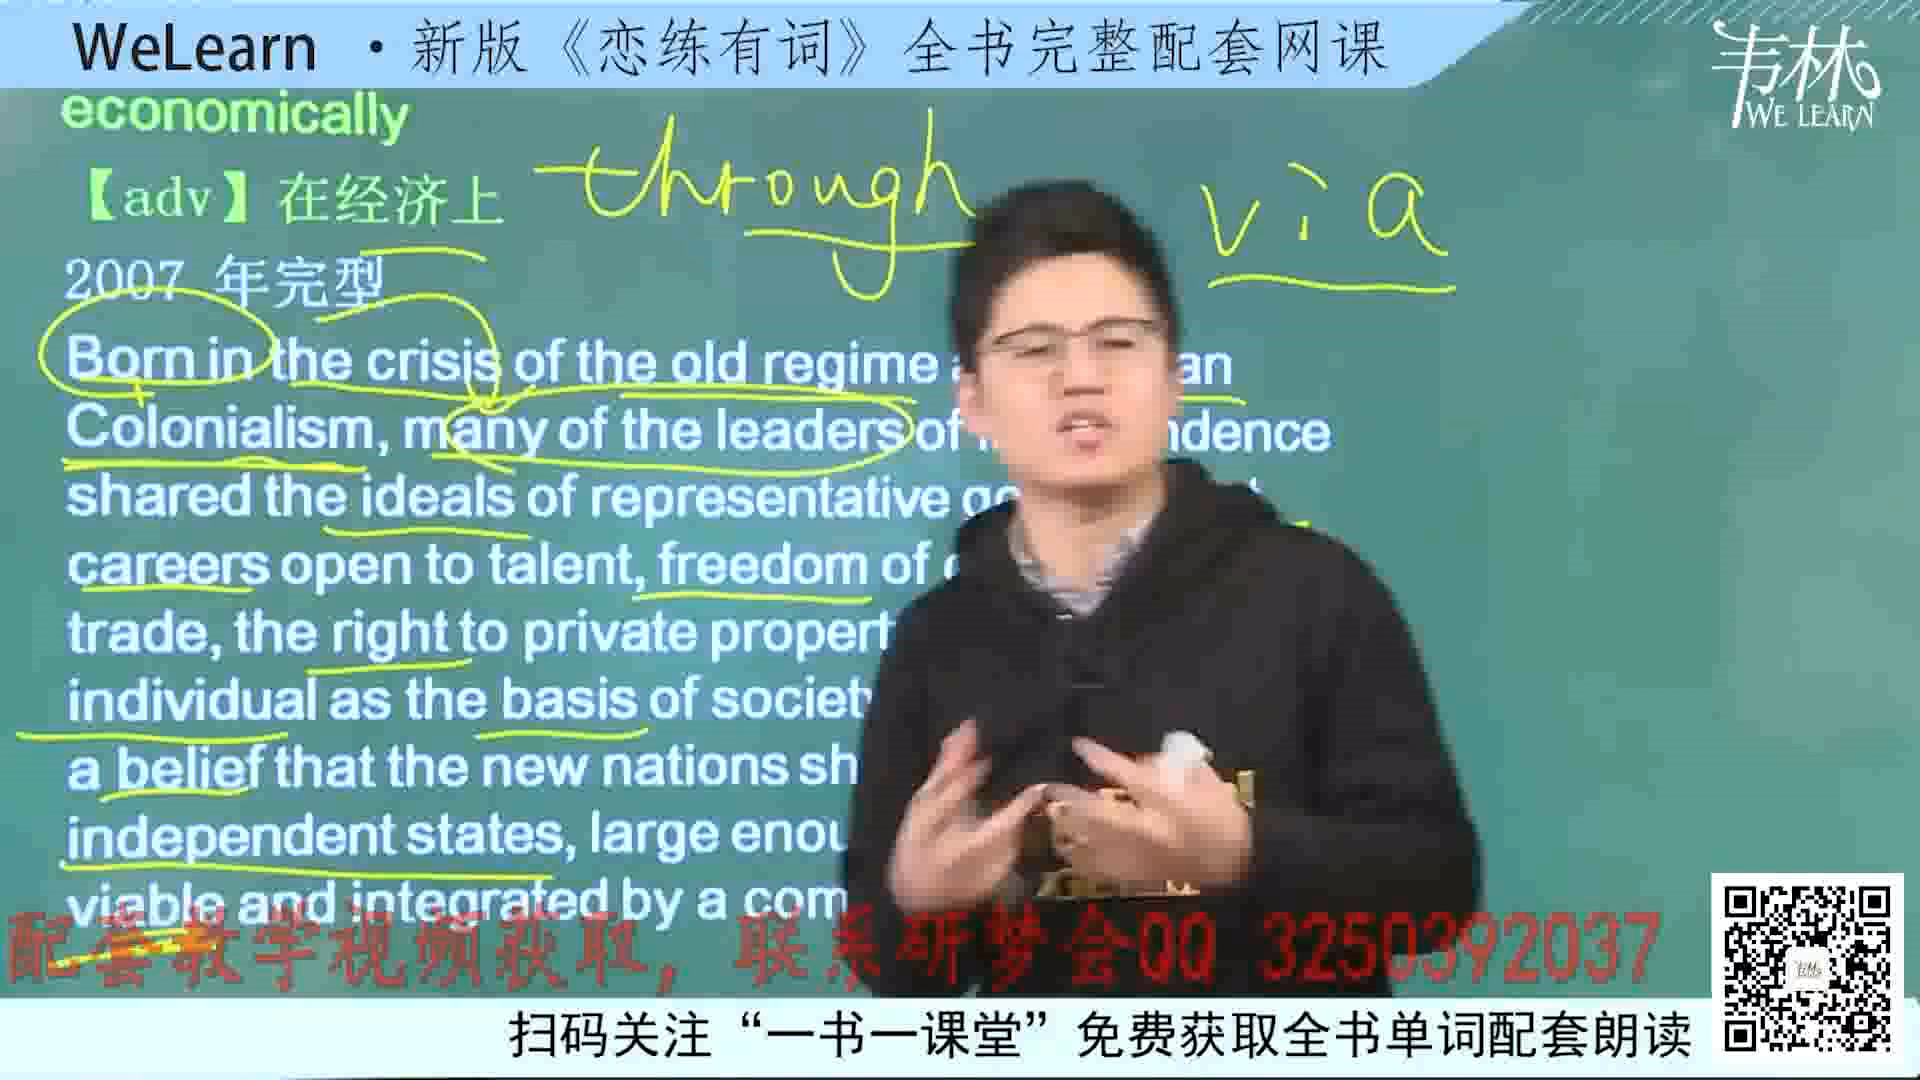 WeLearn ·新版《恋练有词》全书完整配套网课
韦林
WE LEARN
economically
【adv】在经济上
through
via
2007 年完型
Born in the crisis of the old regime an
Colonialism, many of the leaders of ndence
shared the ideals of representative
careers open to talent, freedom of
trade, the right to private
individual as the basis of
a belief that the new nations
independent states, large
viable and integrated by a
配套教学视频获取，联系研梦会QQ 3250392037
扫码关注“一书一课堂”免费获取全书单词配套朗读